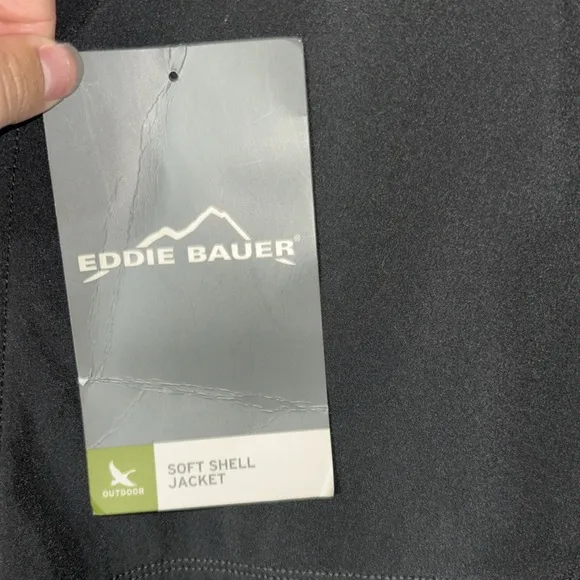 EDDIE BAUER®
OUTDOOR
SOFT SHELL
JACKET